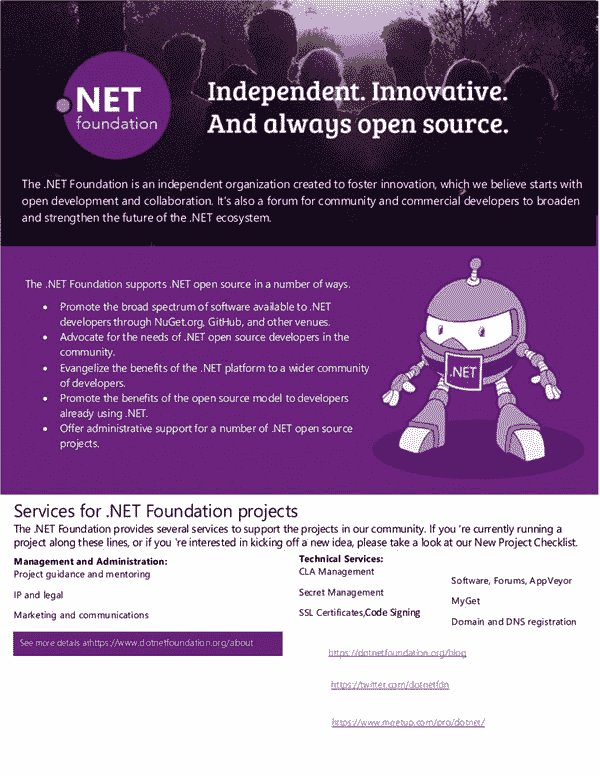 .NET
foundation
Independent. Innovative.
And always open source.
The .NET Foundation is an independent organization created to foster innovation, which we believe starts with
open development and collaboration. It's also a forum for community and commercial developers to broaden
and strengthen the future of the .NET ecosystem.
The .NET Foundation supports .NET open source in a number of ways.
• Promote the broad spectrum of software available to .NET
developers through NuGet.org, GitHub, and other venues.
• Advocate for the needs of .NET open source developers in the
community.
• Evangelize the benefits of the .NET platform to a wider community
of developers.
• Promote the benefits of the open source model to developers
already using .NET.
• Offer administrative support for a number of .NET open source
projects.
.NET
Services for .NET Foundation projects
The .NET Foundation provides several services to support the projects in our community. If you 're currently running a
project along these lines, or if you 're interested in kicking off a new idea, please take a look at our New Project Checklist.
Management and Administration:
Project guidance and mentoring
IP and legal
Marketing and communications
See more details athttps://www.dotnetfoundation.org/about
Technical Services:
CLA Management
Secret Management
SSL Certificates,Code Signing
Software, Forums, AppVeyor
MyGet
Domain and DNS registration
https://dotnetfoundation.org/blog
https://twitter.com/dotnetfdn
https://www.meetup.com/pro/dotnet/